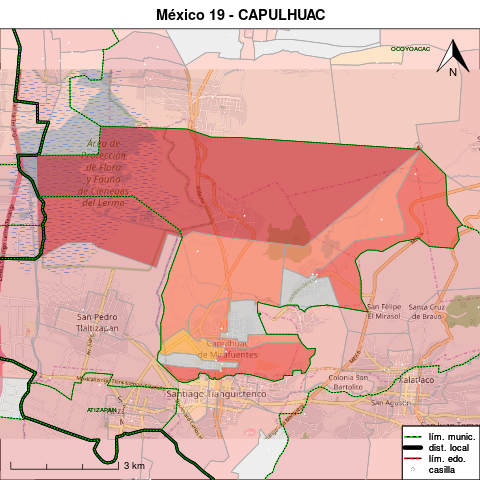 México 19 - CAPULHUAC
OCOYOACAC
N
Área de
Protección
de Flora
y Fauna
de Ciénegas
del Lerma
San Pedro
Tlaltizapan
San Felipe
El Mirasol
Santa Cruz
de Bravo
Capulhuac
de Mirafuentes
Colonia San
Bartolito
Xalatlaco
Santiago Tianguistenco
San Agustín
ATIZAPAN
3 km
lím. munic.
dist. local
lím. edo.
casilla